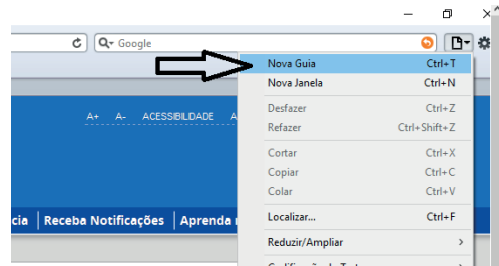 Google
Nova Guia Ctrl+T
Nova Janela Ctrl+N
A+ A- ACESSIBILIDADE A
Desfazer Ctrl+Z
Refazer Ctrl+Shift+Z
Cortar Ctrl+X
Copiar Ctrl+C
Colar Ctrl+V
cia Receba Notificações Aprenda
Localizar... Ctrl+F
Reduzir/Ampliar